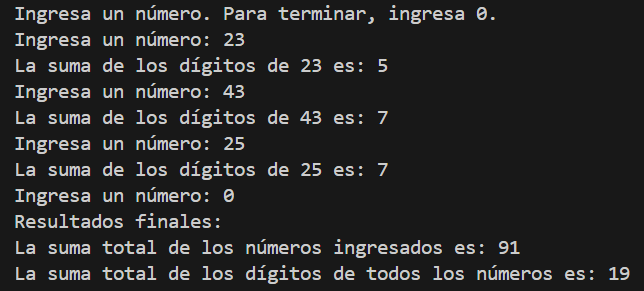 Ingresa un número. Para terminar, ingresa 0.
Ingresa un número: 23
La suma de los dígitos de 23 es: 5
Ingresa un número: 43
La suma de los dígitos de 43 es: 7
Ingresa un número: 25
La suma de los dígitos de 25 es: 7
Ingresa un número: 0
Resultados finales:
La suma total de los números ingresados es: 91
La suma total de los dígitos de todos los números es: 19